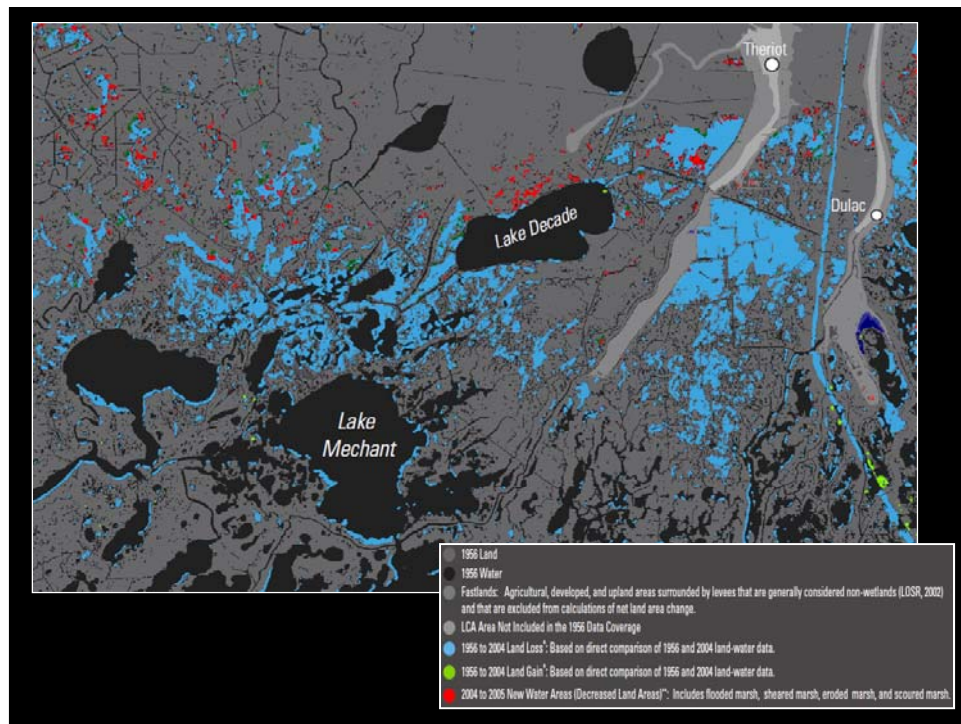 Theriot
Dulac
Lake Decade
Lake
Mechant
1956 Land
1956 Water
Fastlands: Agricultural, developed, and upland areas surrounded by levees that are generally considered non-wetlands (LOSR, 2002)
and that are excluded from calculations of net land area change.
LCA Area Not Included in the 1956 Data Coverage
1956 to 2004 Land Loss*: Based on direct comparison of 1956 and 2004 land-water data.
1956 to 2004 Land Gain*: Based on direct comparison of 1956 and 2004 land-water data.
2004 to 2005 New Water Areas (Decreased Land Areas)**: Includes flooded marsh, sheared marsh, eroded marsh, and scoured marsh.